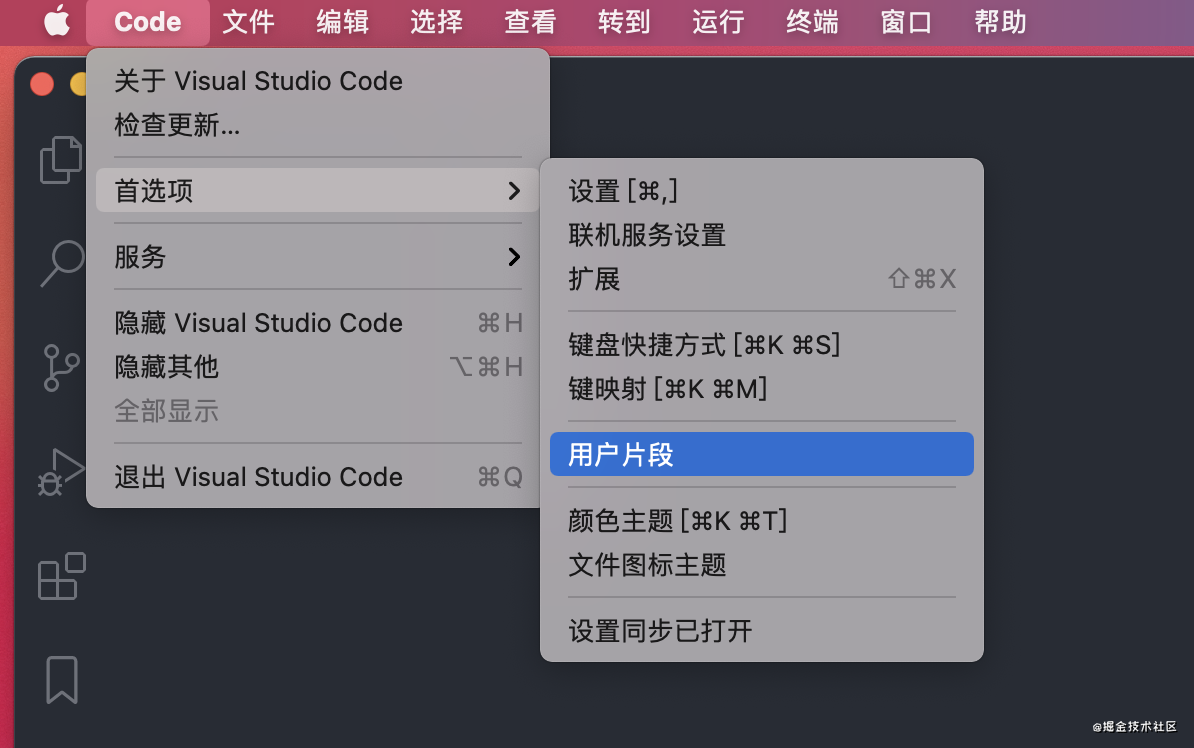 Code 文件 编辑 选择 查看 转到 运行 终端 窗口 帮助
关于 Visual Studio Code
检查更新...
首选项
服务
隐藏 Visual Studio Code ⌘H
隐藏其他 ⌥⌘H
全部显示
退出 Visual Studio Code ⌘Q
设置 [⌘,]
联机服务设置
扩展 ⇧⌘X
键盘快捷方式 [⌘K ⌘S]
键映射 [⌘K ⌘M]
用户片段
颜色主题 [⌘K ⌘T]
文件图标主题
设置同步已打开
@掘金技术社区